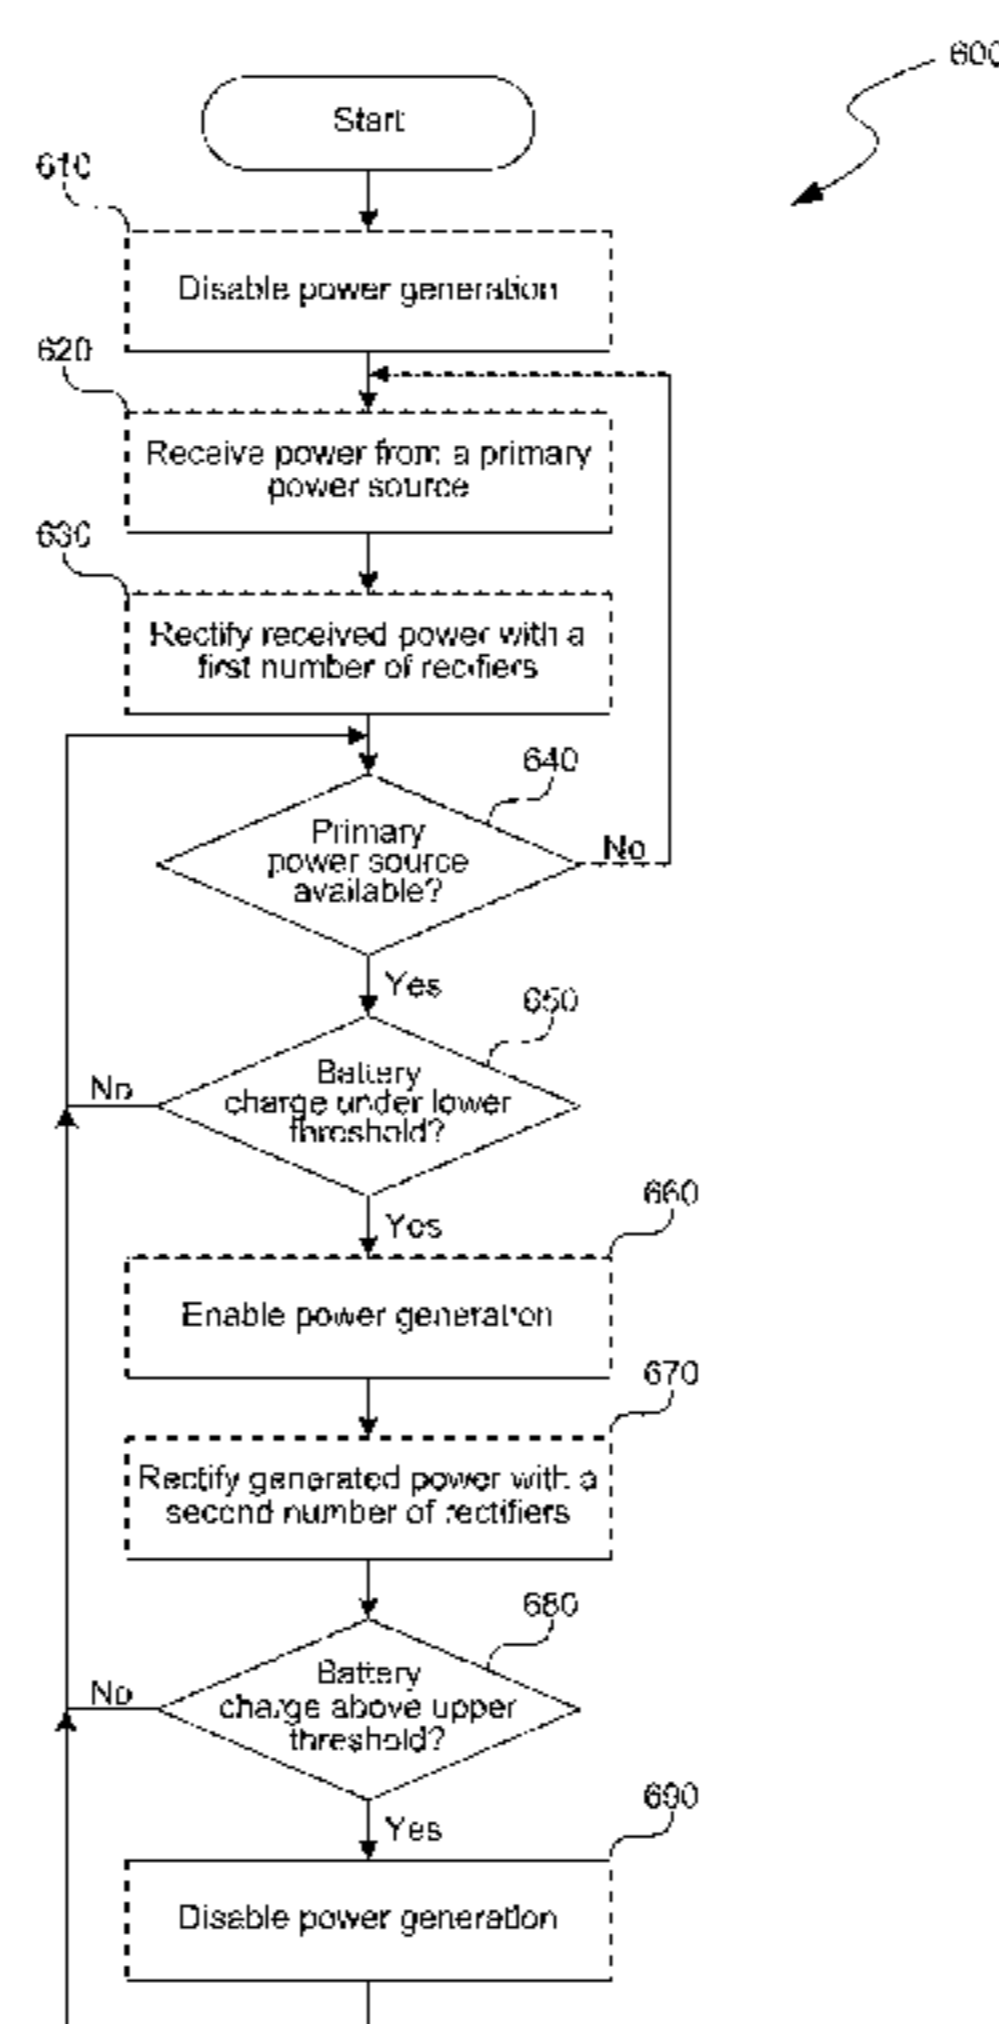 600
Start
610
Disable power generation
620
Receive power from a primary
power source
630
Rectify received power with a
first number of recifiers
640
Primary
power source
available?
No
Yes
650
Battery
charge under lower
threshold?
No
Yes
660
Enable power generation
670
Rectify generated power with a
second number of rectifiers
680
Battery
charge above upper
threshold?
No
Yes
690
Disable power generation